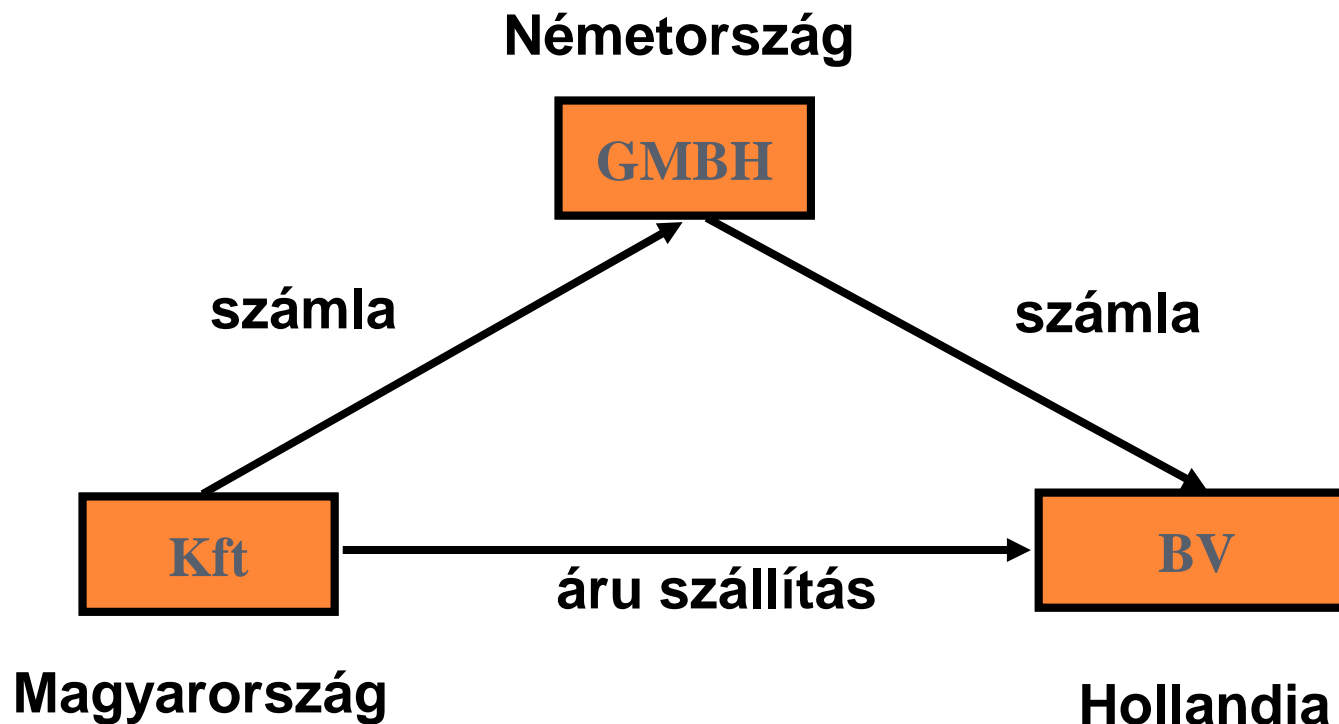 Németország
GMBH
számla
számla
Kft
BV
áru szállítás
Magyarország
Hollandia